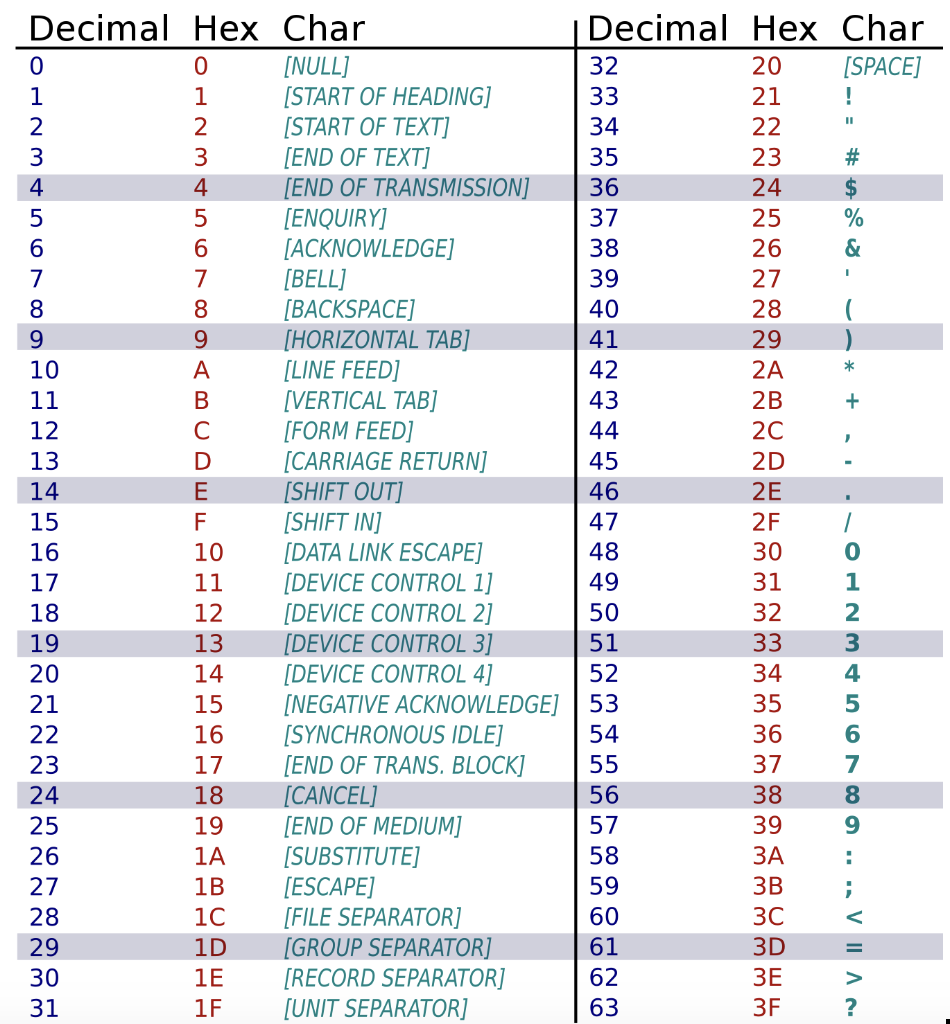 Decimal Hex Char Decimal Hex Char
0 0 [NULL] 32 20 [SPACE]
1 1 [START OF HEADING] 33 21 !
2 2 [START OF TEXT] 34 22 "
3 3 [END OF TEXT] 35 23 #
4 4 [END OF TRANSMISSION] 36 24 $
5 5 [ENQUIRY] 37 25 %
6 6 [ACKNOWLEDGE] 38 26 &
7 7 [BELL] 39 27 '
8 8 [BACKSPACE] 40 28 (
9 9 [HORIZONTAL TAB] 41 29 )
10 A [LINE FEED] 42 2A *
11 B [VERTICAL TAB] 43 2B +
12 C [FORM FEED] 44 2C ,
13 D [CARRIAGE RETURN] 45 2D -
14 E [SHIFT OUT] 46 2E .
15 F [SHIFT IN] 47 2F /
16 10 [DATA LINK ESCAPE] 48 30 0
17 11 [DEVICE CONTROL 1] 49 31 1
18 12 [DEVICE CONTROL 2] 50 32 2
19 13 [DEVICE CONTROL 3] 51 33 3
20 14 [DEVICE CONTROL 4] 52 34 4
21 15 [NEGATIVE ACKNOWLEDGE] 53 35 5
22 16 [SYNCHRONOUS IDLE] 54 36 6
23 17 [END OF TRANS. BLOCK] 55 37 7
24 18 [CANCEL] 56 38 8
25 19 [END OF MEDIUM] 57 39 9
26 1A [SUBSTITUTE] 58 3A :
27 1B [ESCAPE] 59 3B ;
28 1C [FILE SEPARATOR] 60 3C <
29 1D [GROUP SEPARATOR] 61 3D =
30 1E [RECORD SEPARATOR] 62 3E >
31 1F [UNIT SEPARATOR] 63 3F ?